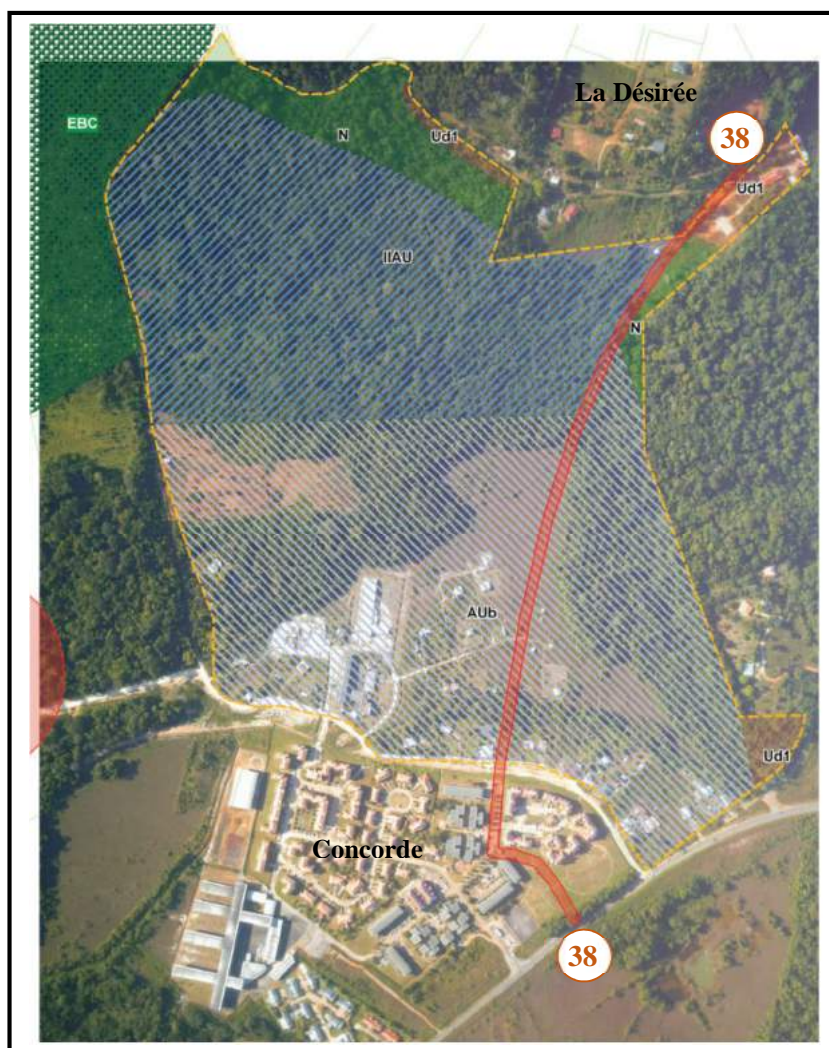 La Désirée
EBC
N
Ud1
38
Ud1
IIAU
N
AUb
Ud1
Concorde
38